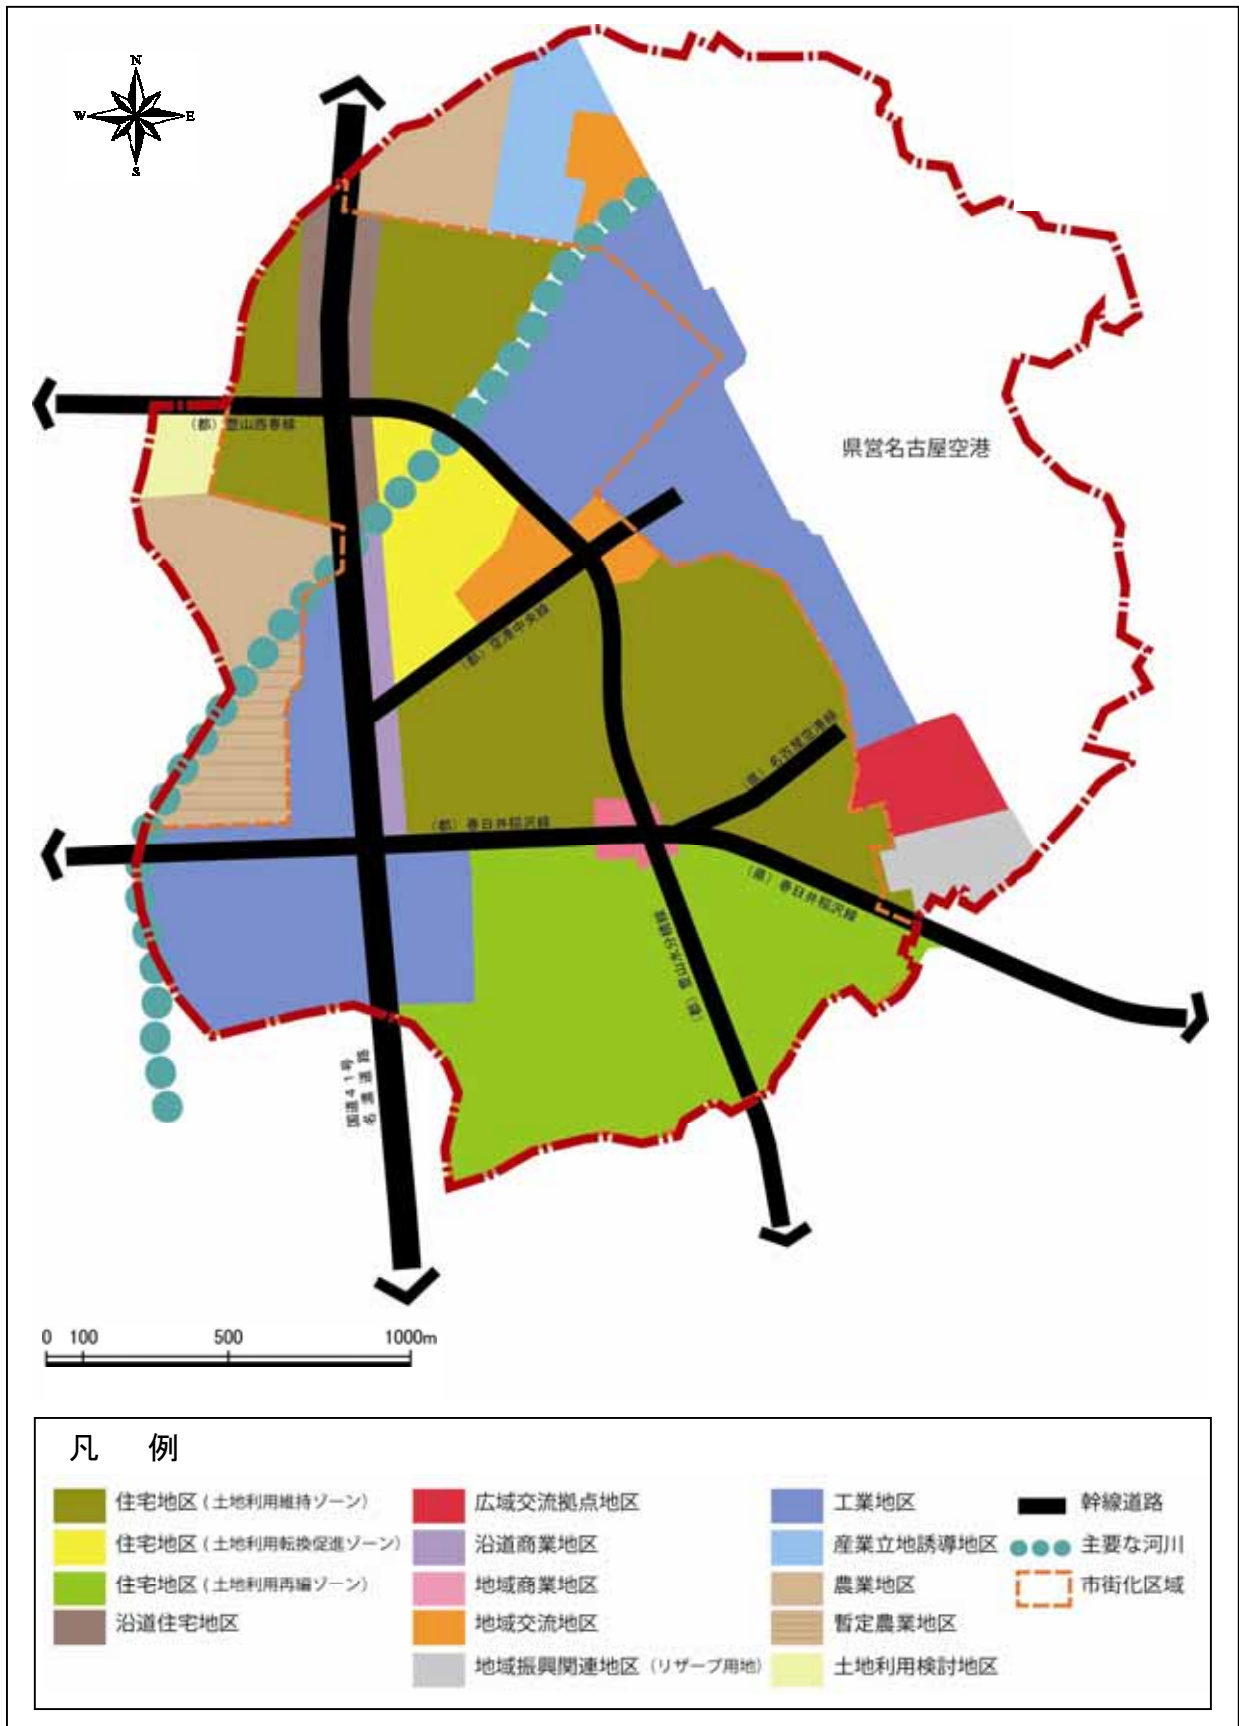 N
W E
S
(都) 豊山西春線
県営名古屋空港
(都) 空港中央線
(県) 名古屋空港線
(都) 春日井稲沢線
(県) 春日井稲沢線
(都) 豊山水分橋線
国道41号
名濃道路
0 100 500 1000m
凡 例
住宅地区 (土地利用維持ゾーン)
住宅地区 (土地利用転換促進ゾーン)
住宅地区 (土地利用再編ゾーン)
沿道住宅地区
広域交流拠点地区
沿道商業地区
地域商業地区
地域交流地区
地域振興関連地区 (リザーブ用地)
工業地区
産業立地誘導地区
農業地区
暫定農業地区
土地利用検討地区
幹線道路
主要な河川
市街化区域